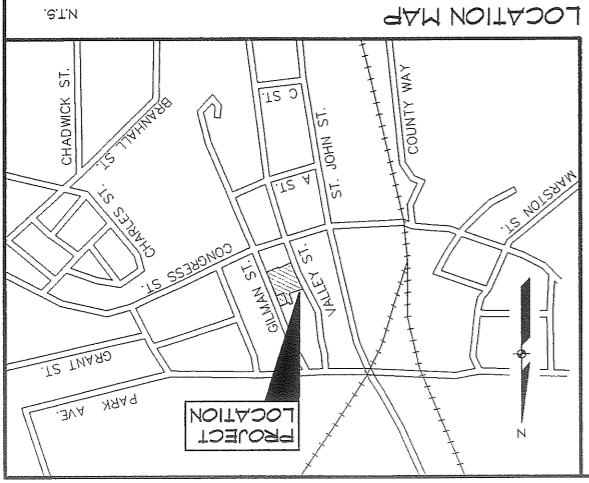 N
PROJECT
LOCATION
PARK AVE.
GRANT ST.
GILMAN ST.
VALLEY ST.
CONGRESS ST.
MARSTON ST.
CHARLES ST.
A ST.
ST. JOHN ST.
BRANHALL ST.
COUNTY WAY
CHADWICK ST.
C ST.
LOCATION MAP
N.T.S.